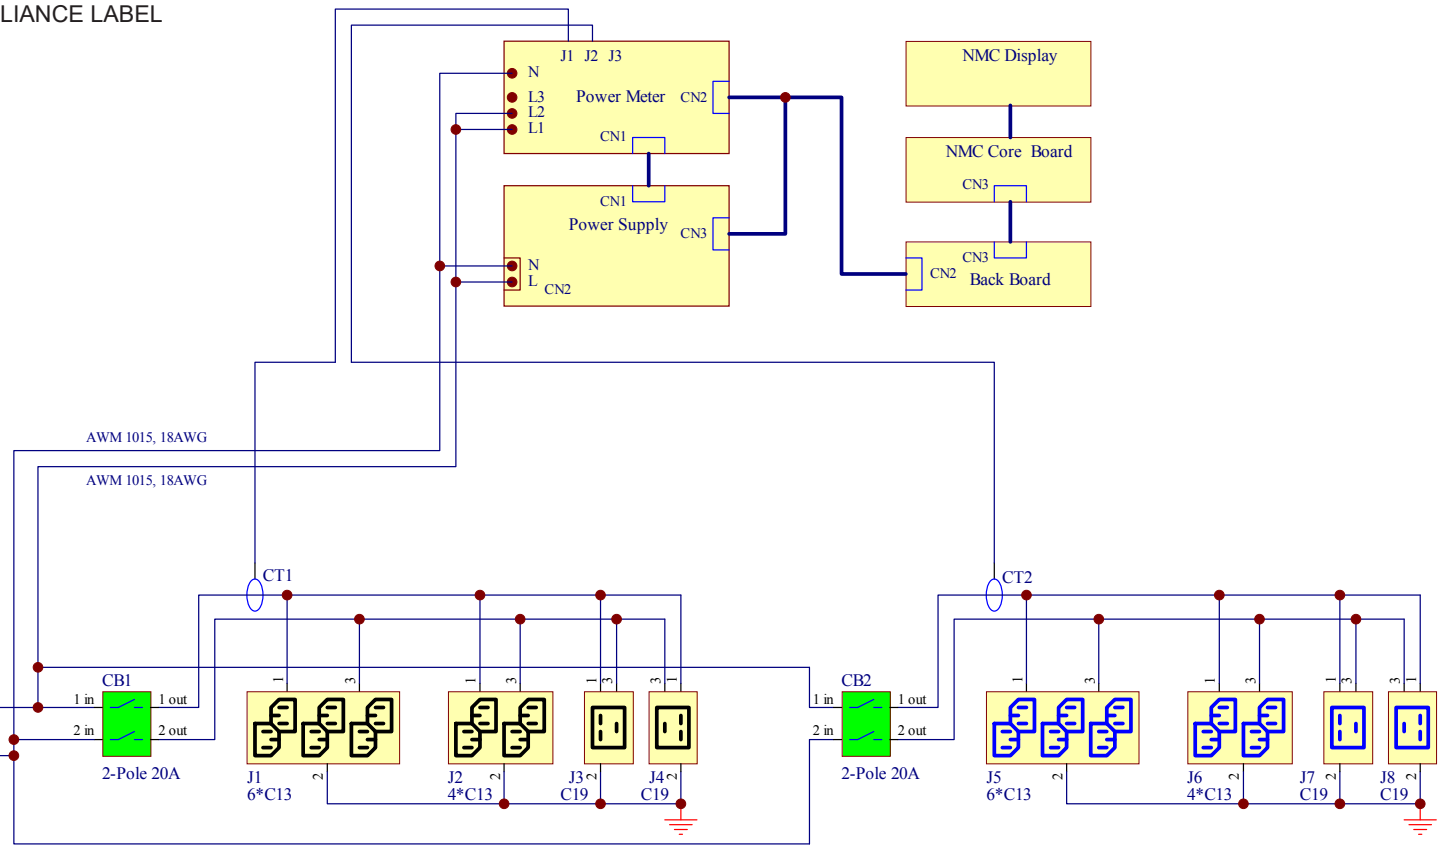 LIANCE LABEL
J1 J2 J3
N
L3
L2
L1
Power Meter
CN2
CN1
CN1
Power Supply
CN3
N
L
CN2
NMC Display
NMC Core Board
CN3
CN3
CN2
Back Board
AWM 1015, 18AWG
AWM 1015, 18AWG
CT1
CT2
CB1
1 in
1 out
2 in
2 out
2-Pole 20A
1
3
1
3
1
3
3
1
2
2
2
2
J1
6*C13
J2
4*C13
J3
C19
J4
C19
CB2
1 in
1 out
2 in
2 out
2-Pole 20A
1
3
1
3
1
3
3
1
2
2
2
2
J5
6*C13
J6
4*C13
J7
C19
J8
C19